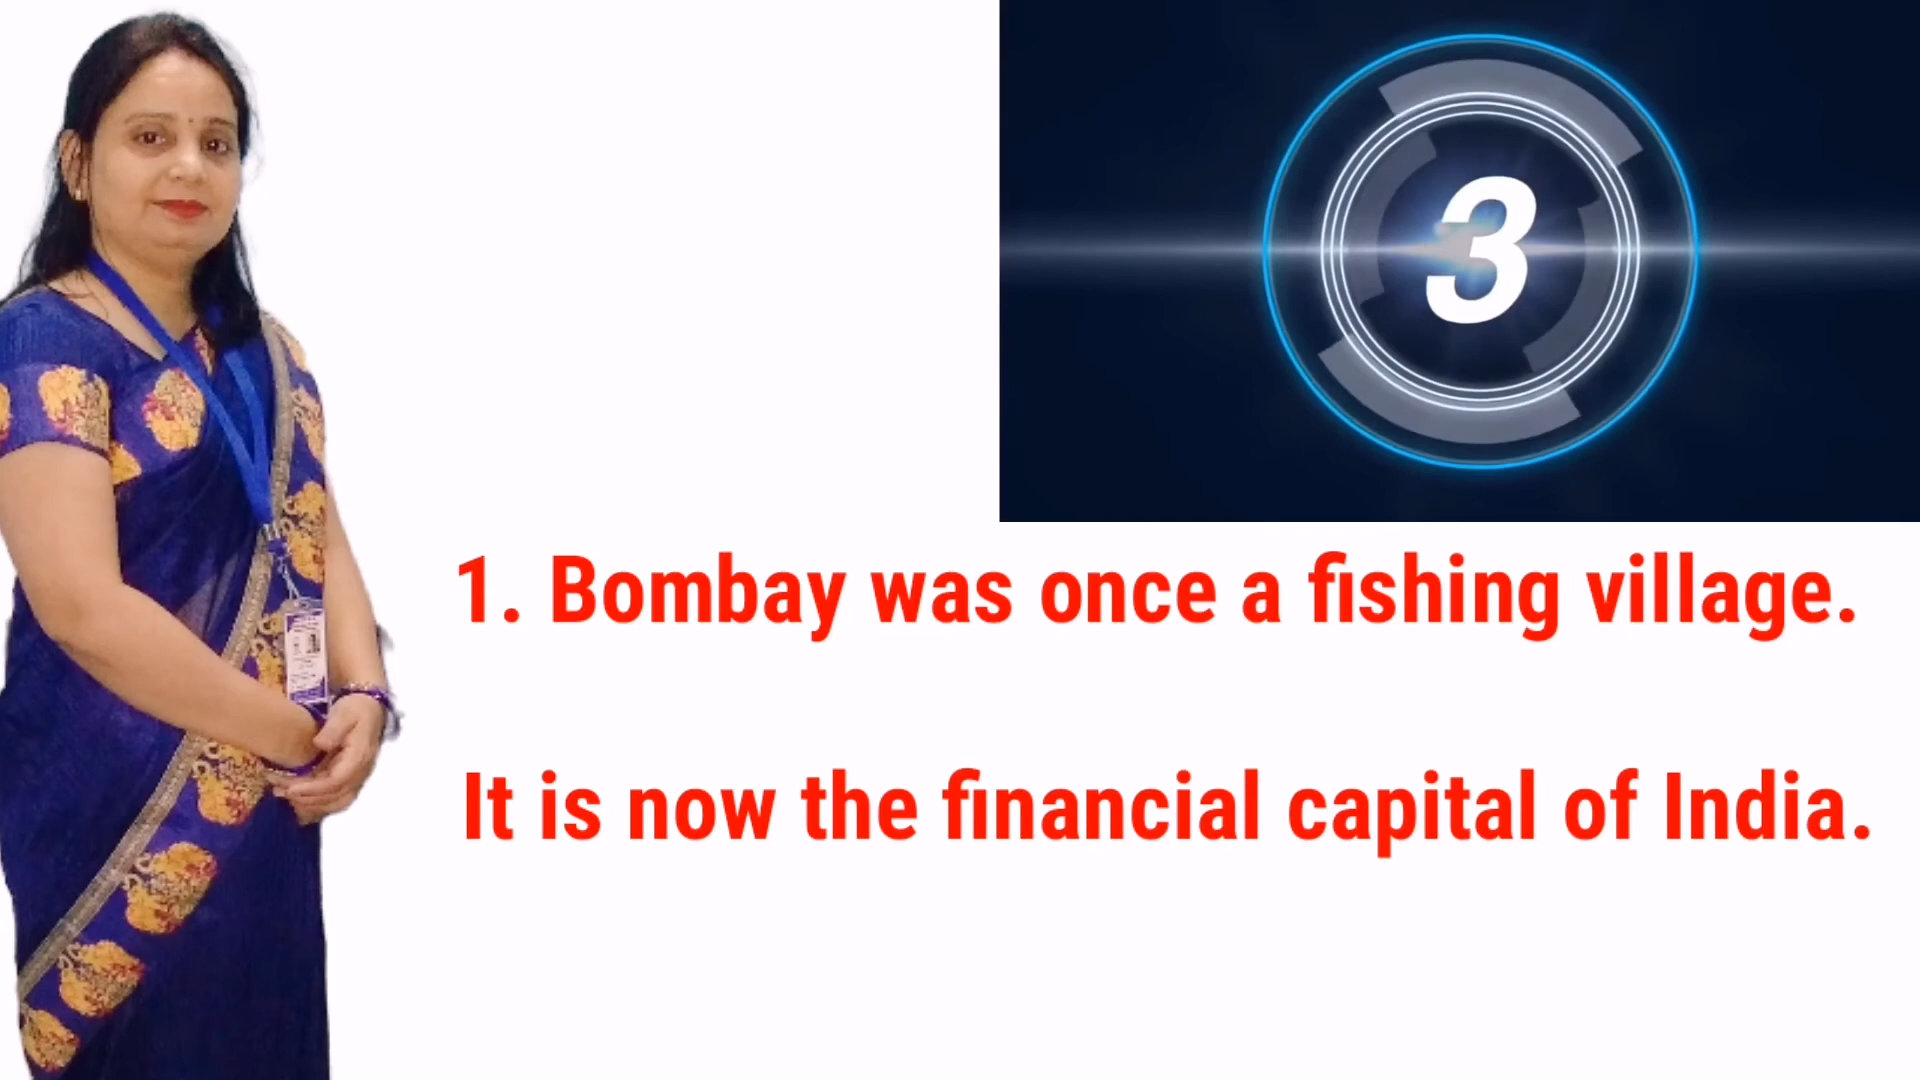 3
1. Bombay was once a fishing village.
It is now the financial capital of India.